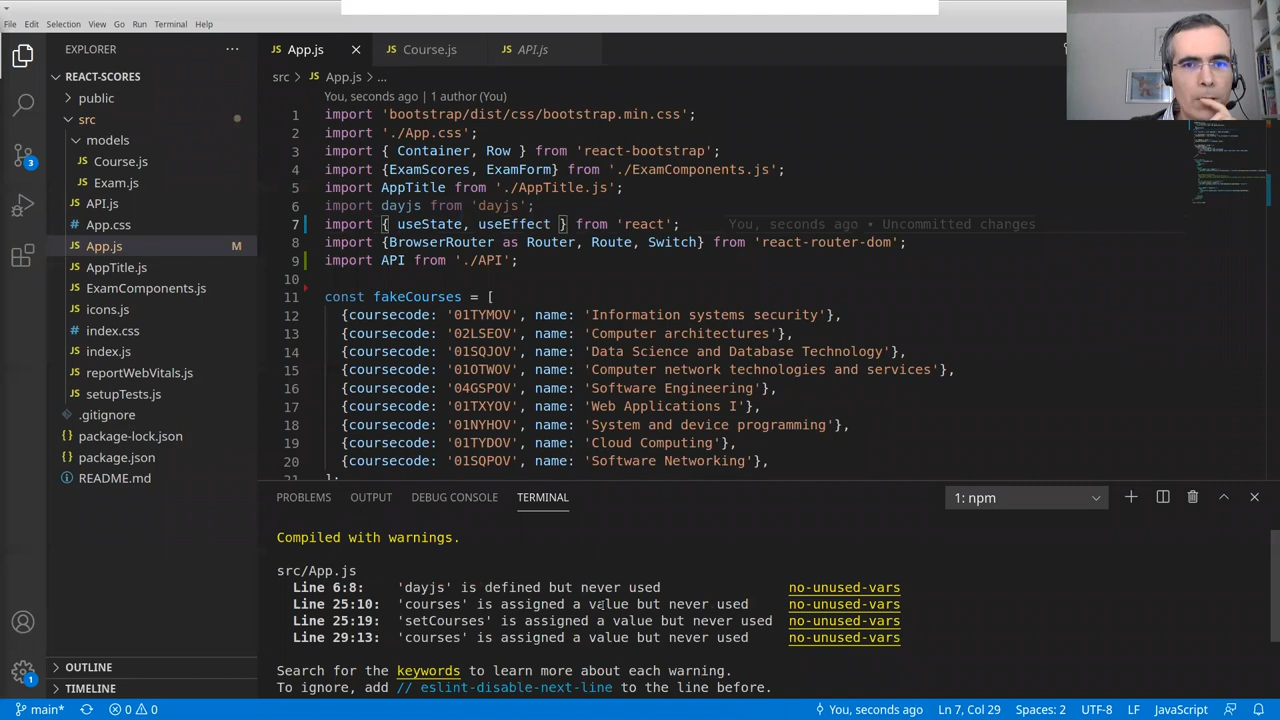 File Edit Selection View Go Run Terminal Help
EXPLORER
REACT-SCORES
public
src
models
Course.js
Exam.js
API.js
App.css
App.js M
AppTitle.js
ExamComponents.js
icons.js
index.css
index.js
reportWebVitals.js
setupTests.js
.gitignore
package-lock.json
package.json
README.md
OUTLINE
TIMELINE
3
1
JS App.js JS Course.js JS API.js
src > JS App.js > ...
You, seconds ago | 1 author (You)
1 import 'bootstrap/dist/css/bootstrap.min.css';
2 import './App.css';
3 import { Container, Row} from 'react-bootstrap';
4 import {ExamScores, ExamForm} from './ExamComponents.js';
5 import AppTitle from './AppTitle.js';
6 import dayjs from 'dayjs';
7 import { useState, useEffect } from 'react'; You, seconds ago • Uncommitted changes
8 import {BrowserRouter as Router, Route, Switch} from 'react-router-dom';
9 import API from './API';
10
11 const fakeCourses = [
12 {coursecode: '01TYMOV', name: 'Information systems security'},
13 {coursecode: '02LSEOV', name: 'Computer architectures'},
14 {coursecode: '01SQJOV', name: 'Data Science and Database Technology'},
15 {coursecode: '01OTWOV', name: 'Computer network technologies and services'},
16 {coursecode: '04GSPOV', name: 'Software Engineering'},
17 {coursecode: '01TXYOV', name: 'Web Applications I'},
18 {coursecode: '01NYHOV', name: 'System and device programming'},
19 {coursecode: '01TYDOV', name: 'Cloud Computing'},
20 {coursecode: '01SQPOV', name: 'Software Networking'},
21 ];
PROBLEMS OUTPUT DEBUG CONSOLE TERMINAL 1: npm
Compiled with warnings.
src/App.js
Line 6:8: 'dayjs' is defined but never used no-unused-vars
Line 25:10: 'courses' is assigned a value but never used no-unused-vars
Line 25:19: 'setCourses' is assigned a value but never used no-unused-vars
Line 29:13: 'courses' is assigned a value but never used no-unused-vars
Search for the keywords to learn more about each warning.
To ignore, add // eslint-disable-next-line to the line before.
main* 0 0 You, seconds ago Ln 7, Col 29 Spaces: 2 UTF-8 LF JavaScript